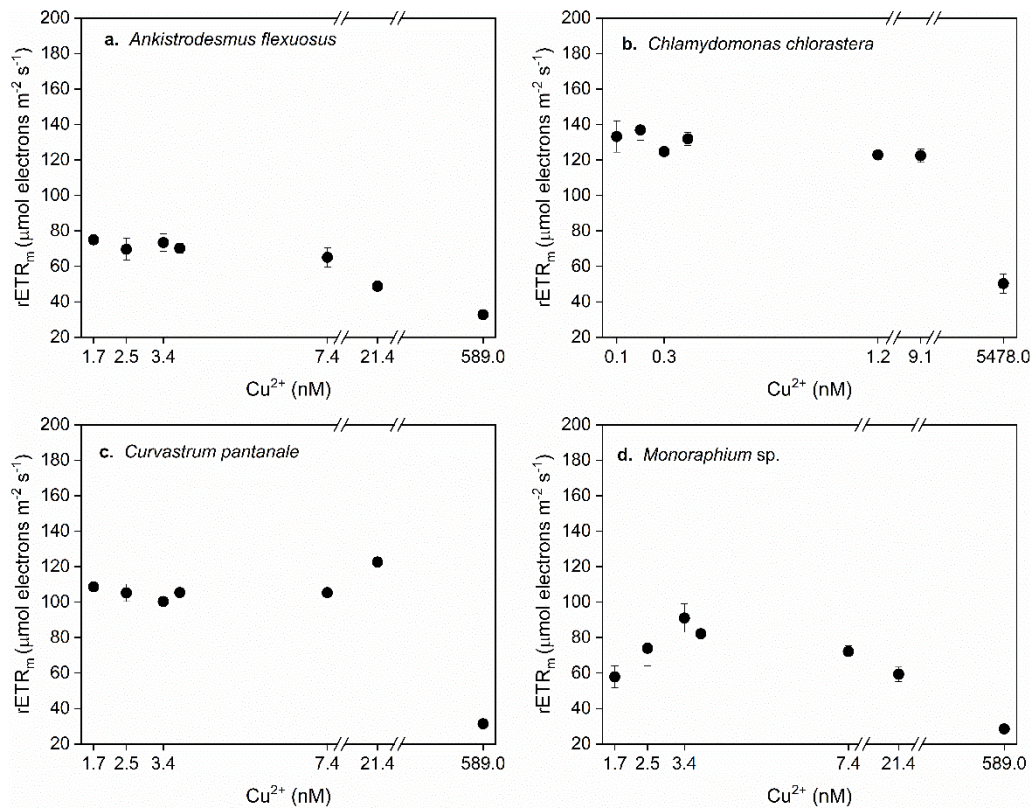 200
180
160
140
120
100
80
60
40
20
rETRm (μmol electrons m-2 s-1)
a. Ankistrodesmus flexuosus
1.7 2.5 3.4 7.4 21.4 589.0
Cu2+ (nM)
200
180
160
140
120
100
80
60
40
20
rETRm (μmol electrons m-2 s-1)
b. Chlamydomonas chlorastera
0.1 0.3 1.2 9.1 5478.0
Cu2+ (nM)
200
180
160
140
120
100
80
60
40
20
rETRm (μmol electrons m-2 s-1)
c. Curvastrum pantanale
1.7 2.5 3.4 7.4 21.4 589.0
Cu2+ (nM)
200
180
160
140
120
100
80
60
40
20
rETRm (μmol electrons m-2 s-1)
d. Monoraphium sp.
1.7 2.5 3.4 7.4 21.4 589.0
Cu2+ (nM)